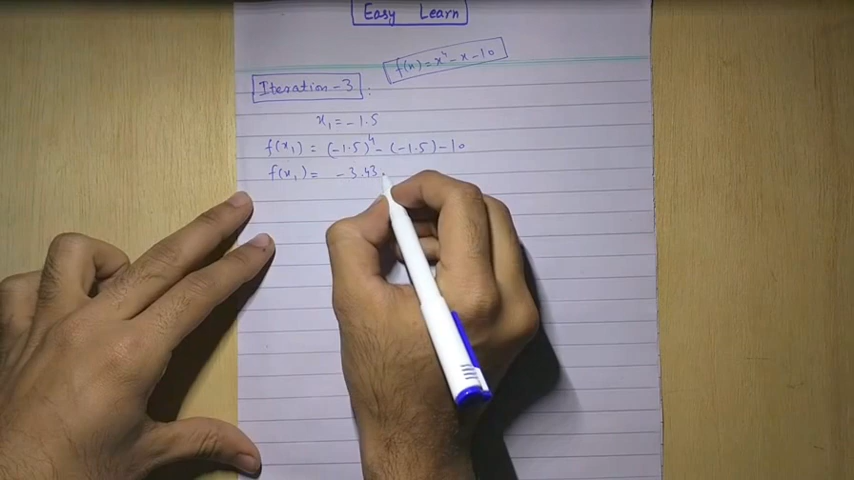 Easy Learn
f(x) = x⁴ - x - 10
Iteration - 3 :
x₁ = - 1.5
f(x₁) = (-1.5)⁴ - (-1.5) - 10
f(x₁) = - 3.43